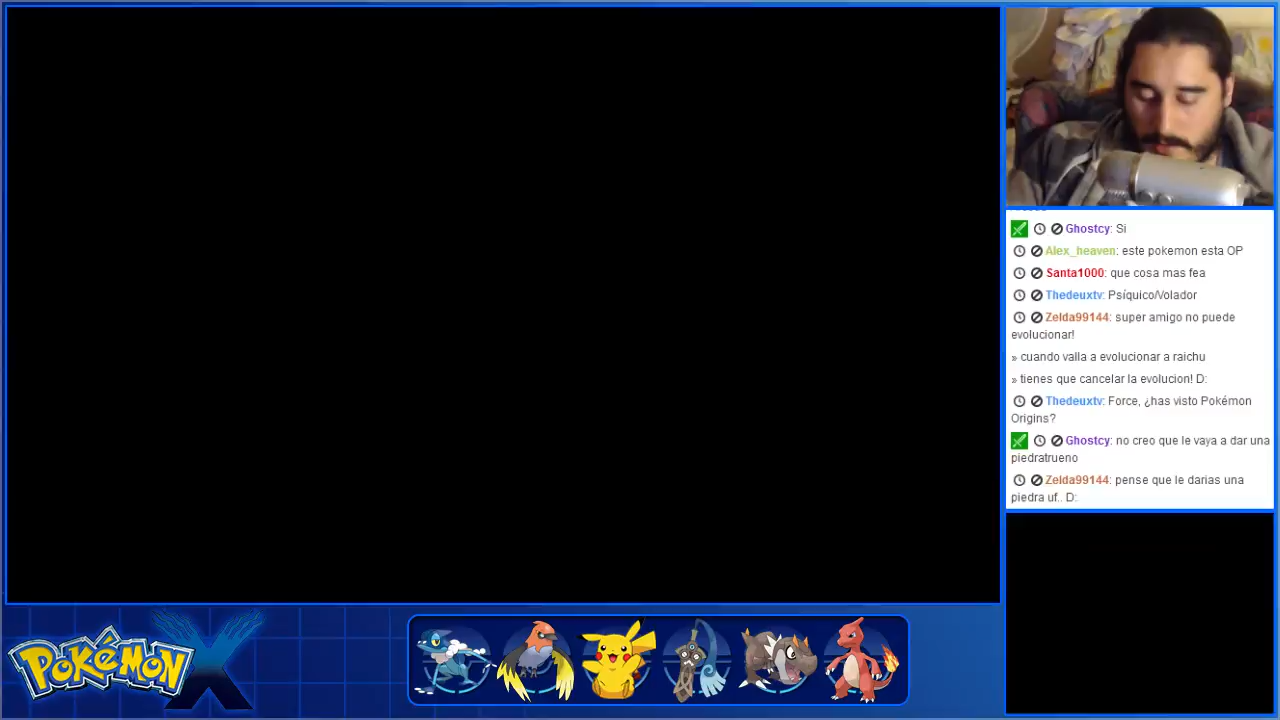 Ghostcy: Si
Alex_heaven: este pokemon esta OP
Santa1000: que cosa mas fea
Thedeuxtv: Psíquico/Volador
Zelda99144: super amigo no puede
evolucionar!
» cuando valla a evolucionar a raichu
» tienes que cancelar la evolucion! D:
Thedeuxtv: Force, ¿has visto Pokémon
Origins?
Ghostcy: no creo que le vaya a dar una
piedratrueno
Zelda99144: pense que le darias una
piedra uf.. D:
POKéMON X